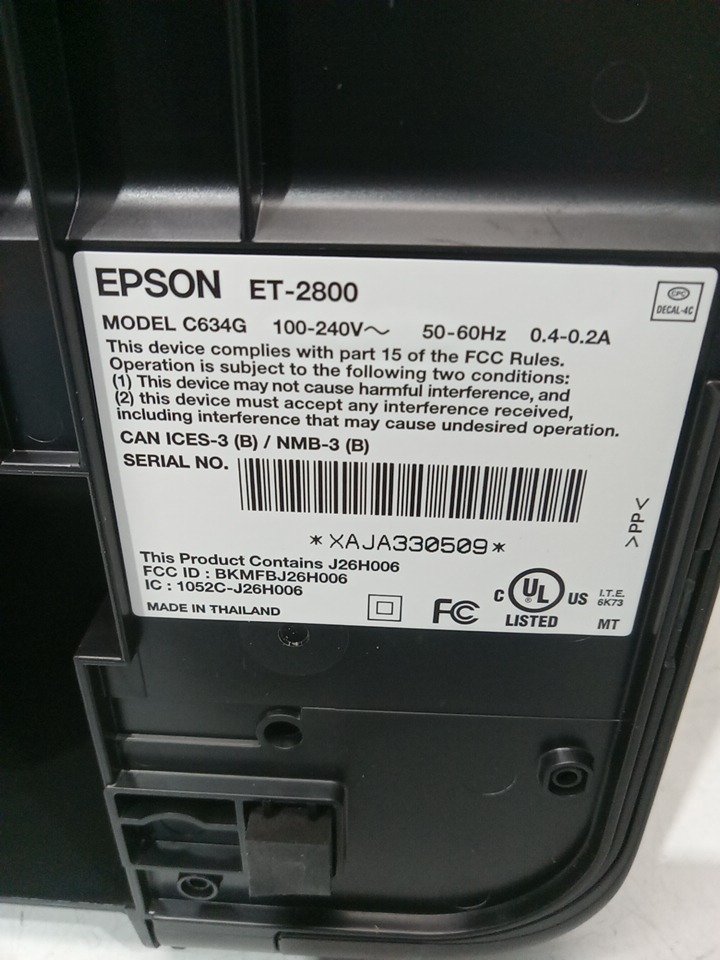 EPSON ET-2800
CPC
DECAL-4C
MODEL C634G 100-240V~ 50-60Hz 0.4-0.2A
This device complies with part 15 of the FCC Rules.
Operation is subject to the following two conditions:
(1) This device may not cause harmful interference, and
(2) this device must accept any interference received,
including interference that may cause undesired operation.
CAN ICES-3 (B) / NMB-3 (B)
SERIAL NO.
*XAJA330509*
>PP<
This Product Contains J26H006
FCC ID : BKMFBJ26H006
IC : 1052C-J26H006
MADE IN THAILAND
FC
C UL US
LISTED
I.T.E.
6K73
MT